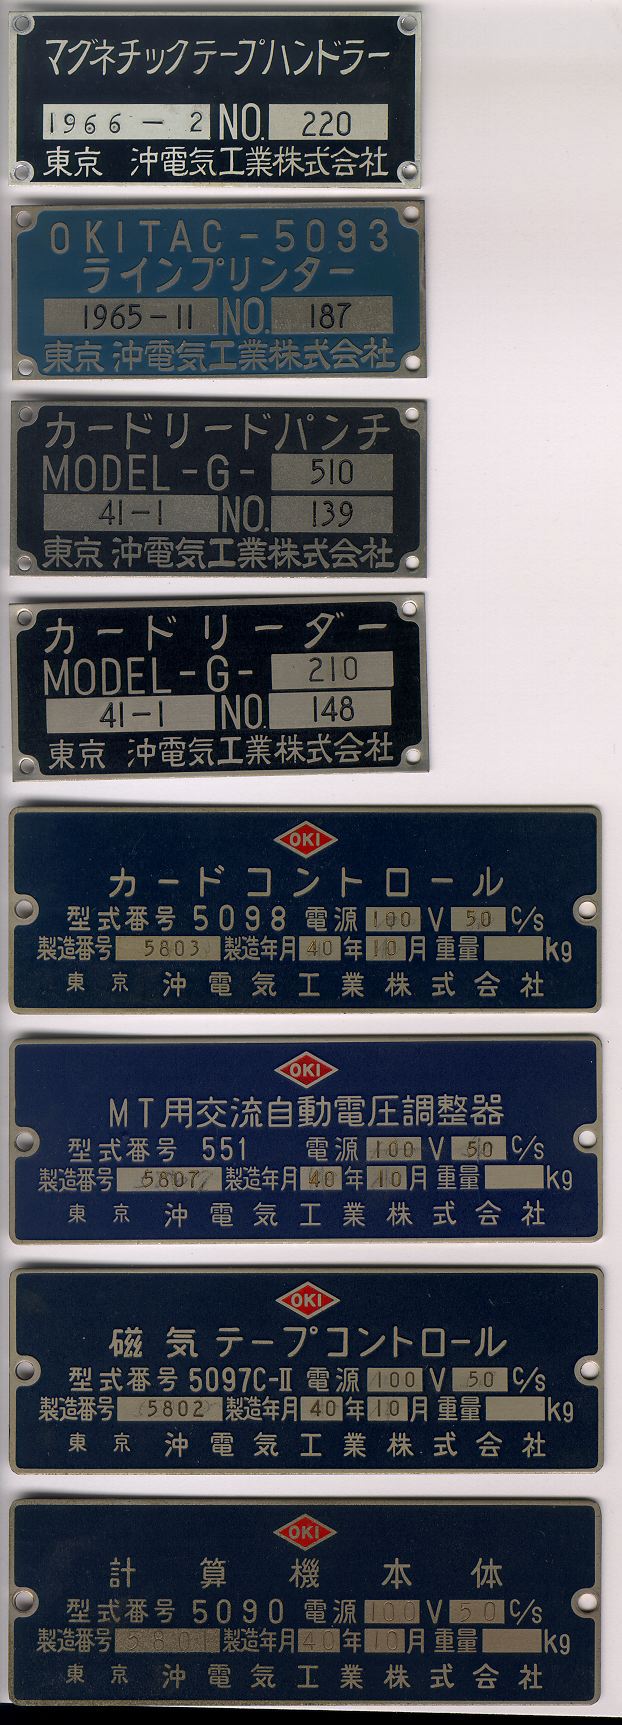 マグネチックテープハンドラー
1966-2 NO. 220
東京 沖電気工業株式会社
OKITAC-5093
ラインプリンター
1965-11 NO. 187
東京 沖電気工業株式会社
カードリードパンチ
MODEL-G- 510
41-1 NO. 139
東京 沖電気工業株式会社
カードリーダー
MODEL-G- 210
41-1 NO. 148
東京 沖電気工業株式会社
OKI
カードコントロール
型式番号 5098 電源 100 V 50 c/s
製造番号 5803 製造年月 40 年 10 月 重量 kg
東京 沖電気工業株式会社
OKI
MT用交流自動電圧調整器
型式番号 551 電源 100 V 50 c/s
製造番号 5807 製造年月 40 年 10 月 重量 kg
東京 沖電気工業株式会社
OKI
磁気テープコントロール
型式番号 5097C-II 電源 100 V 50 c/s
製造番号 5802 製造年月 40 年 10 月 重量 kg
東京 沖電気工業株式会社
OKI
計算機本体
型式番号 5090 電源 100 V 50 c/s
製造番号 5801 製造年月 40 年 10 月 重量 kg
東京 沖電気工業株式会社